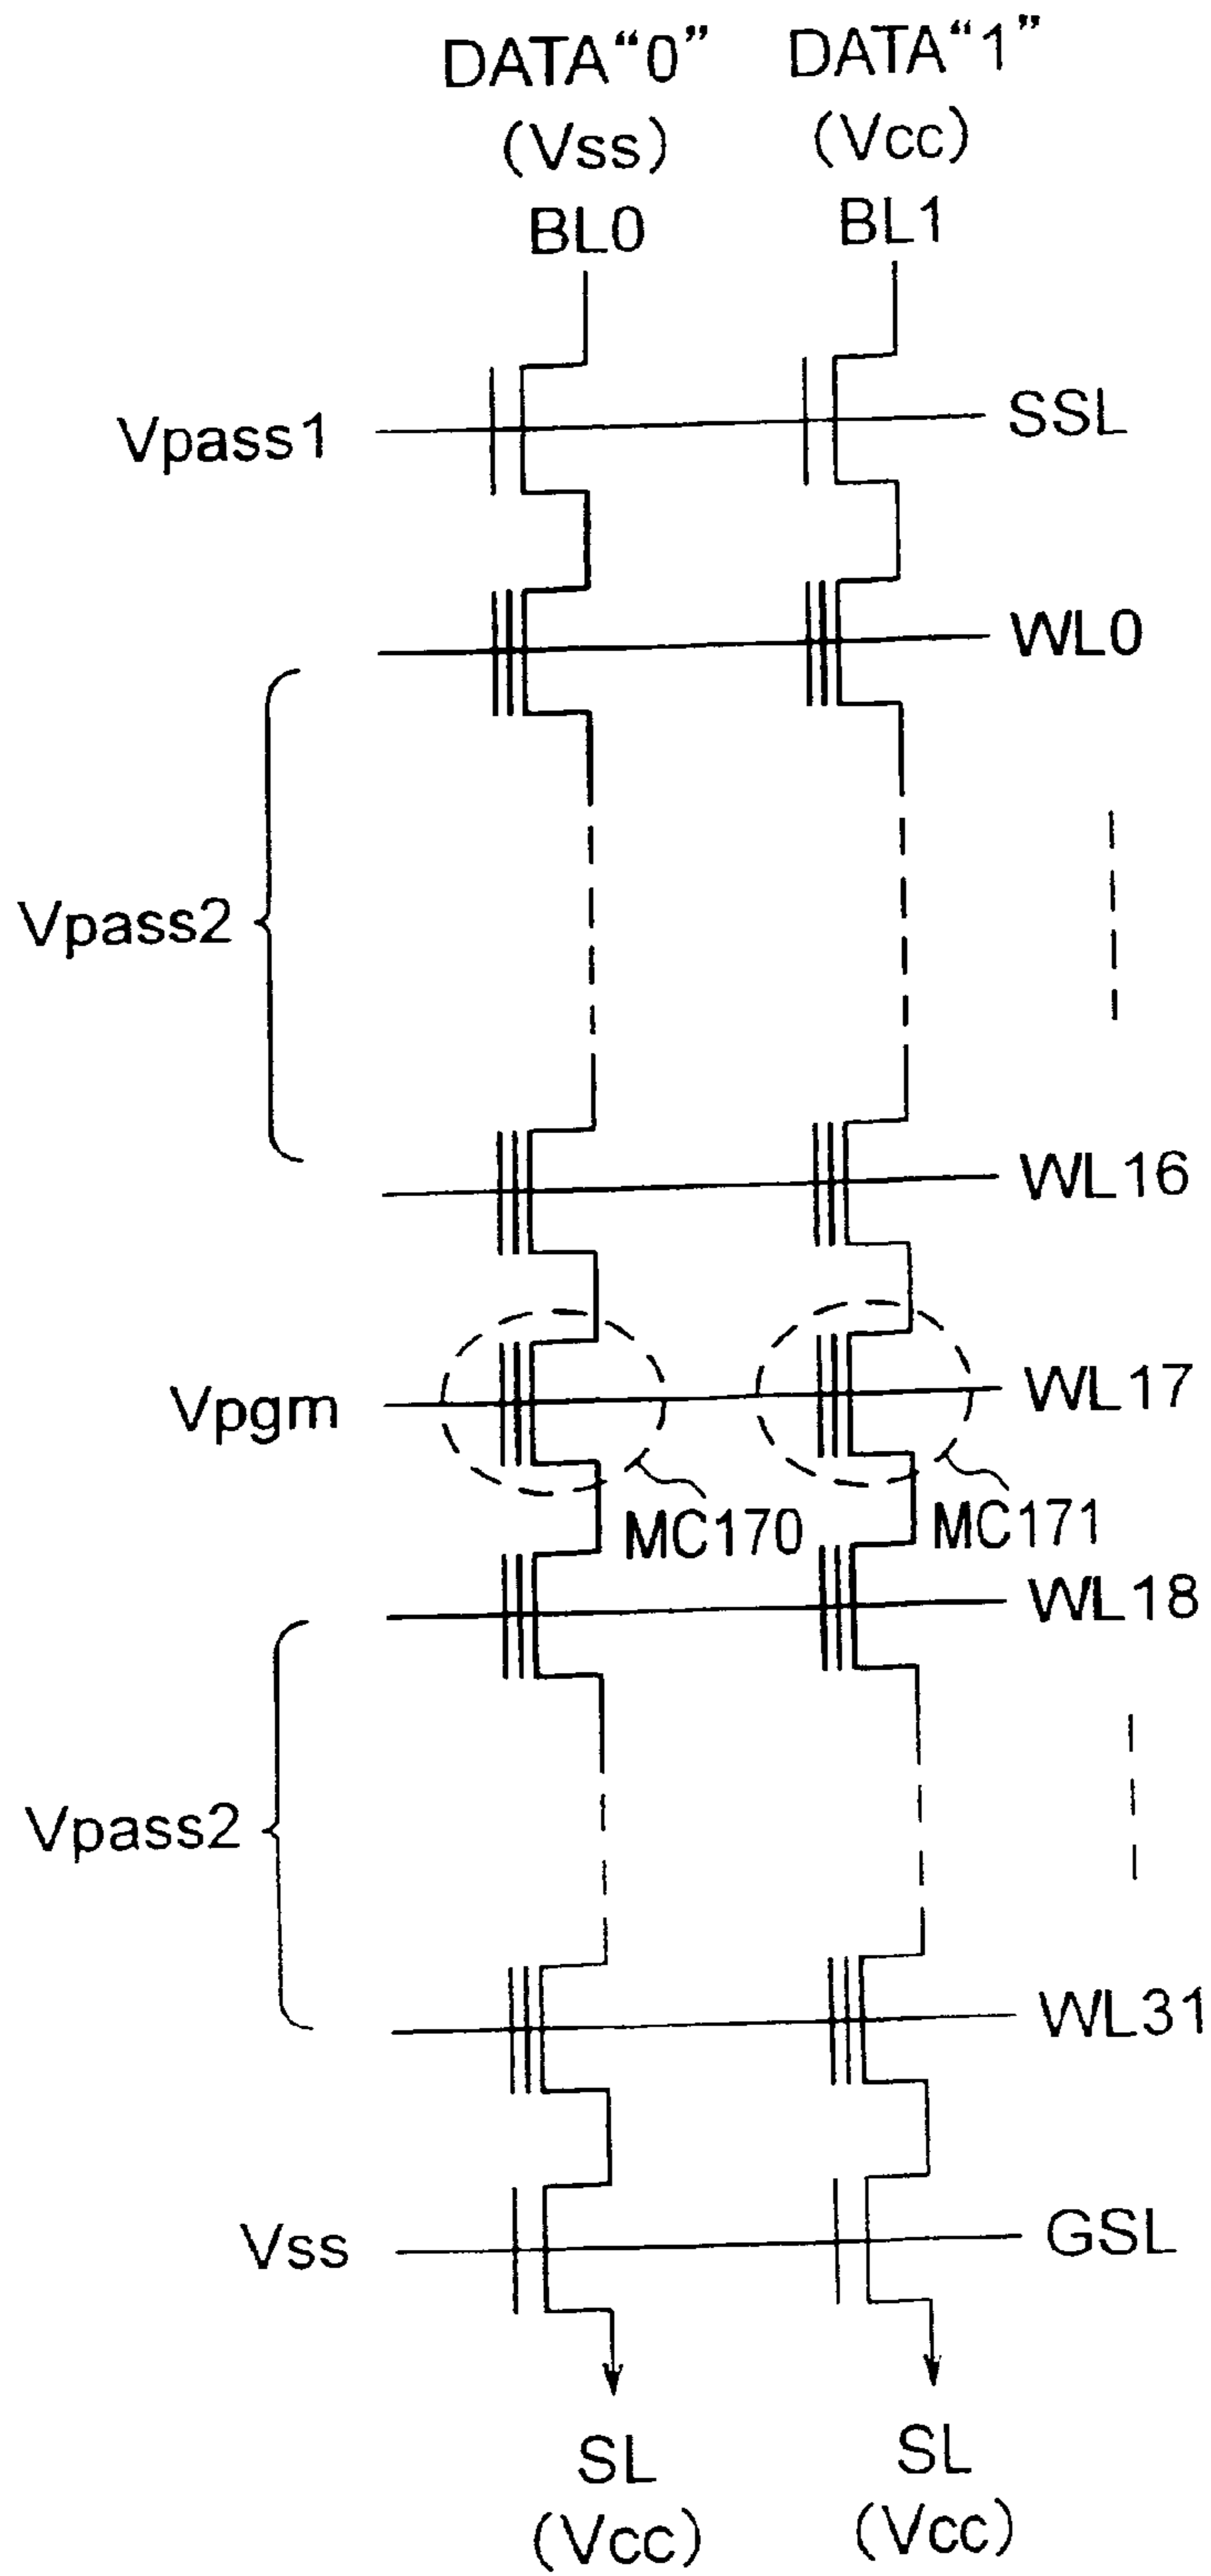 DATA“0” DATA“1”
(Vss) (Vcc)
BL0 BL1
Vpass1 SSL
WL0
Vpass2
WL16
Vpgm WL17
MC170 MC171
WL18
Vpass2
WL31
Vss GSL
SL SL
(Vcc) (Vcc)